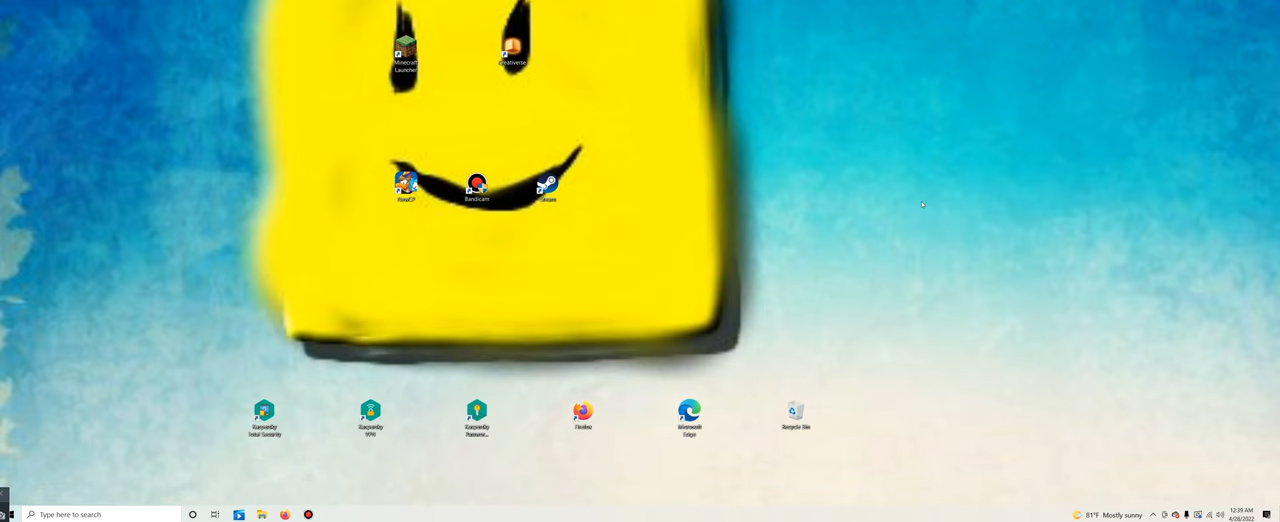 Minecraft
Launcher
Creativerse
NewCP
Bandicam
Steam
Kaspersky
Total Security
Kaspersky
VPN
Kaspersky
Passwor...
Firefox
Microsoft
Edge
Recycle Bin
Type here to search
81°F Mostly sunny
12:39 AM
4/28/2022